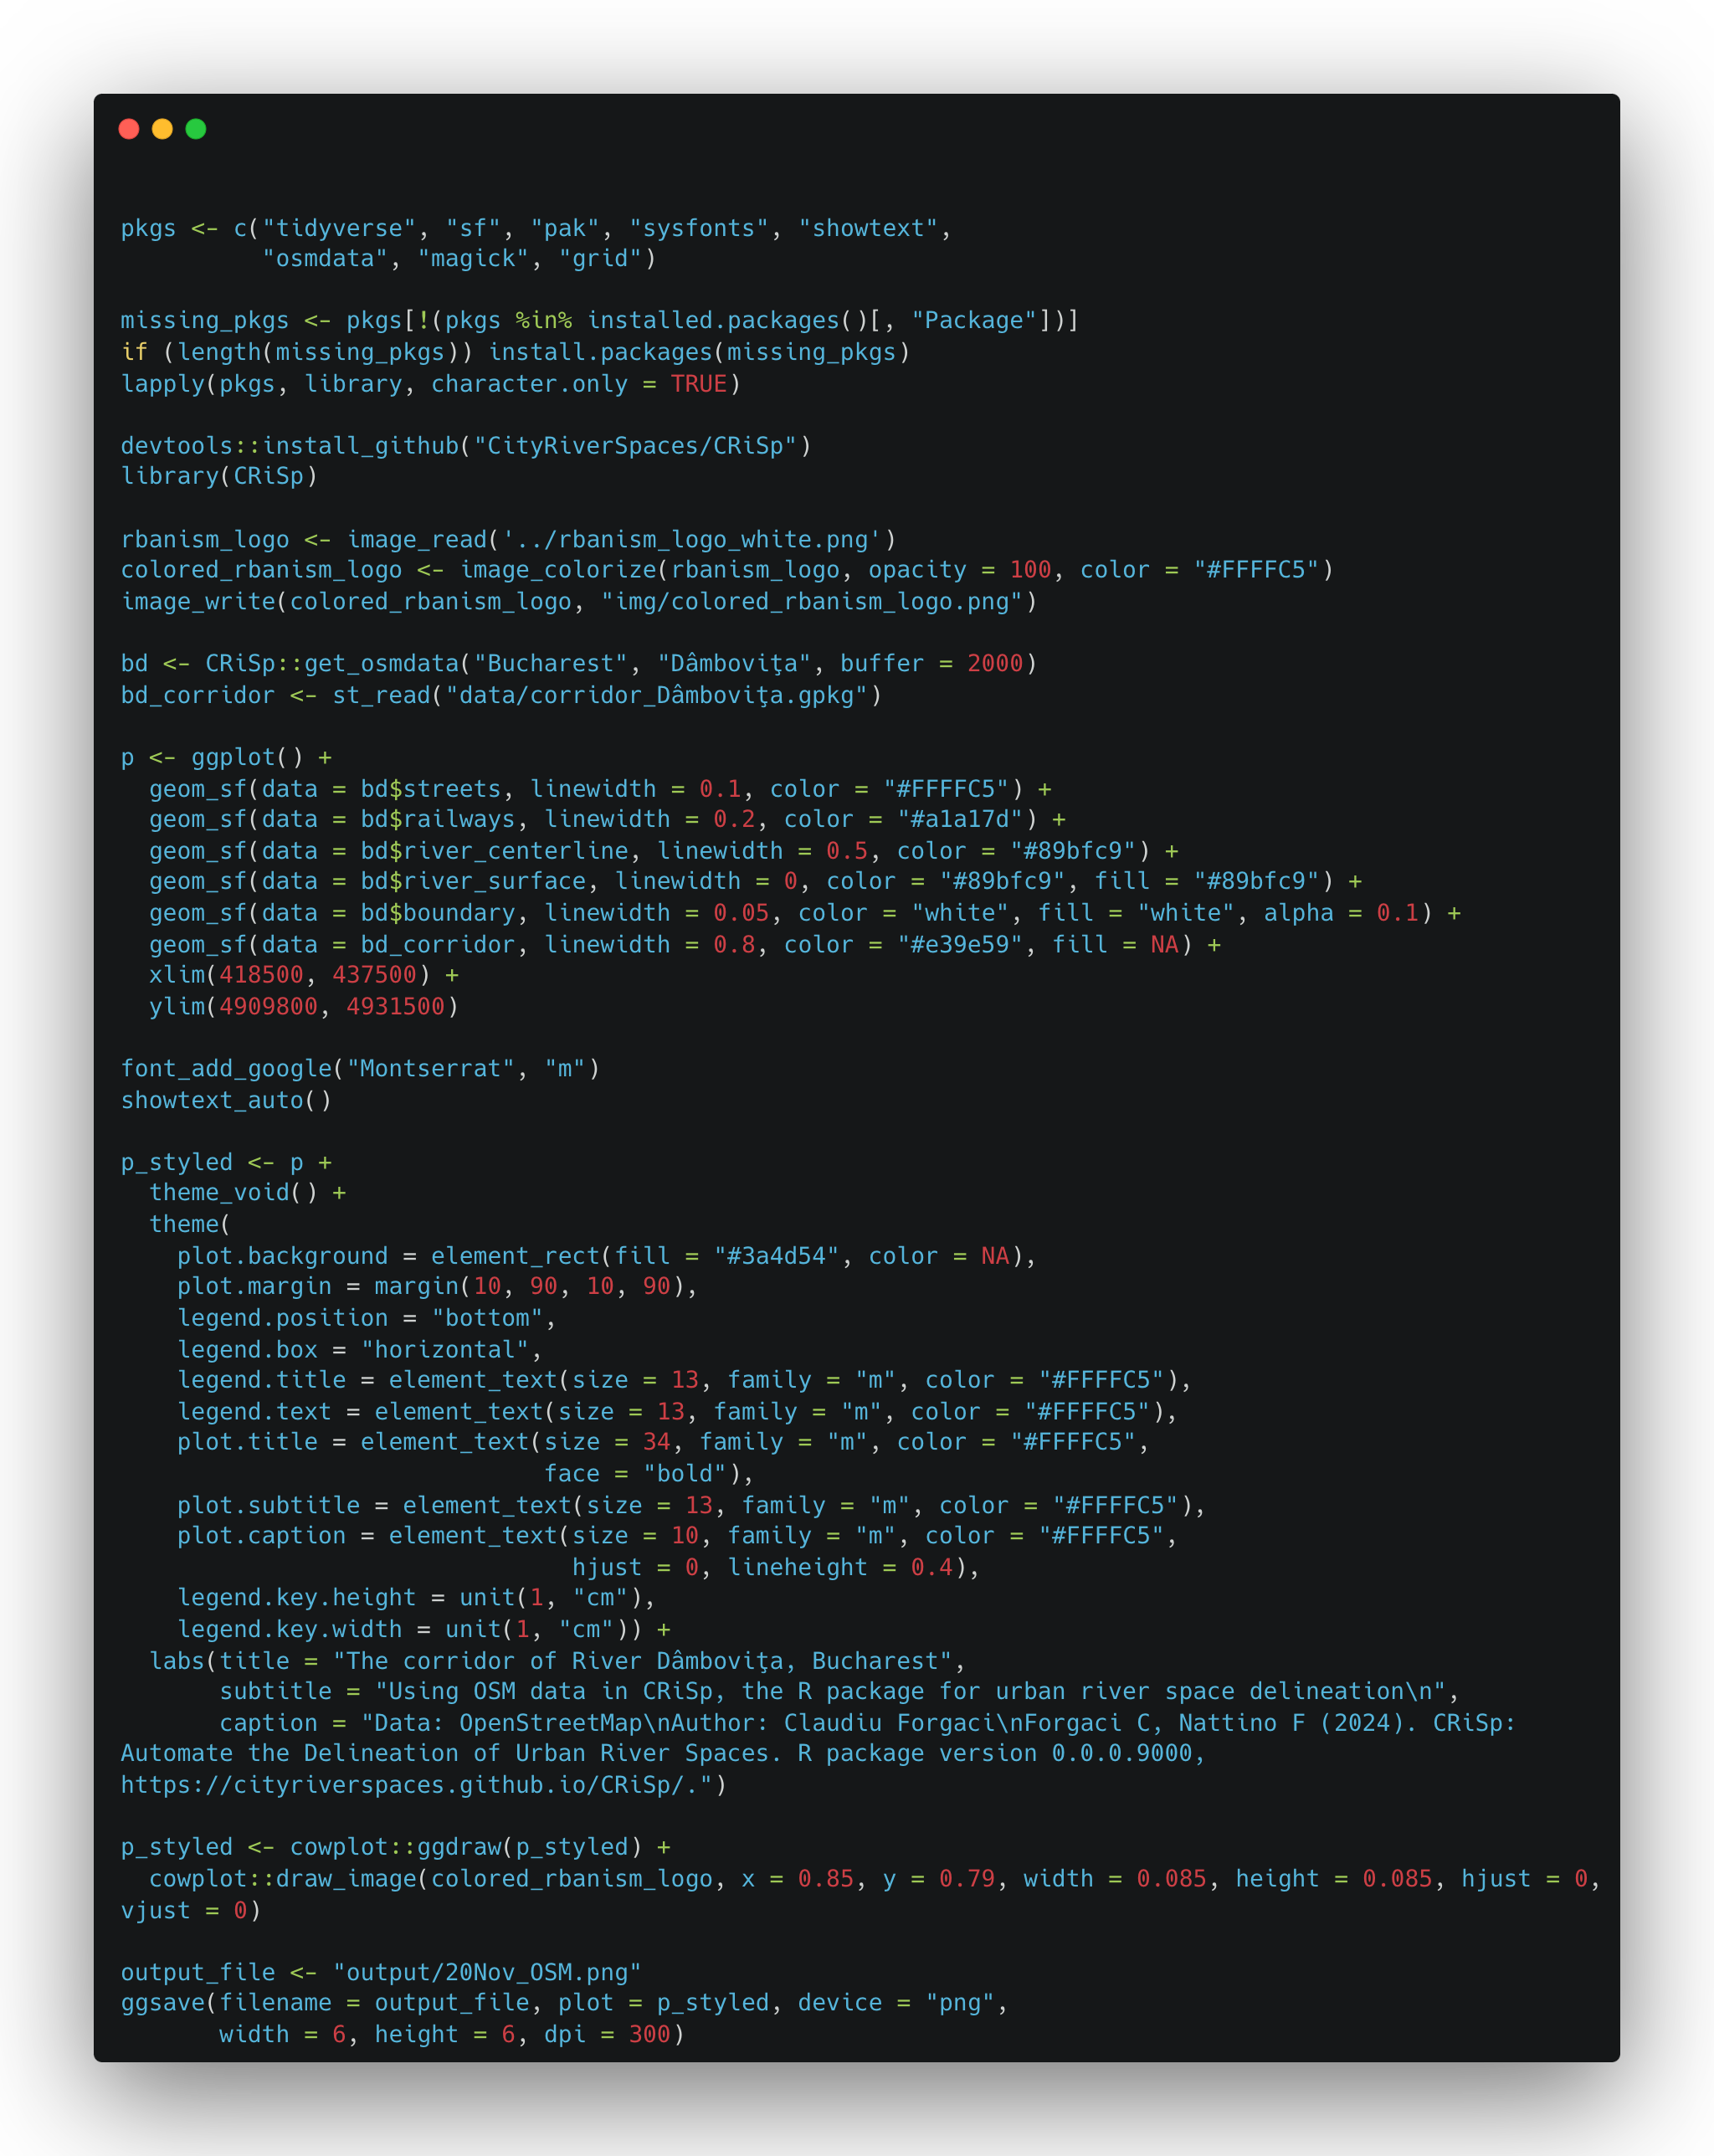 pkgs <- c("tidyverse", "sf", "pak", "sysfonts", "showtext",
          "osmdata", "magick", "grid")
missing_pkgs <- pkgs[!(pkgs %in% installed.packages()[, "Package"])]
if (length(missing_pkgs)) install.packages(missing_pkgs)
lapply(pkgs, library, character.only = TRUE)
devtools::install_github("CityRiverSpaces/CRiSp")
library(CRiSp)
rbanism_logo <- image_read('../rbanism_logo_white.png')
colored_rbanism_logo <- image_colorize(rbanism_logo, opacity = 100, color = "#FFFFC5")
image_write(colored_rbanism_logo, "img/colored_rbanism_logo.png")
bd <- CRiSp::get_osmdata("Bucharest", "Dâmboviţa", buffer = 2000)
bd_corridor <- st_read("data/corridor_Dâmboviţa.gpkg")
p <- ggplot() +
  geom_sf(data = bd$streets, linewidth = 0.1, color = "#FFFFC5") +
  geom_sf(data = bd$railways, linewidth = 0.2, color = "#a1a17d") +
  geom_sf(data = bd$river_centerline, linewidth = 0.5, color = "#89bfc9") +
  geom_sf(data = bd$river_surface, linewidth = 0, color = "#89bfc9", fill = "#89bfc9") +
  geom_sf(data = bd$boundary, linewidth = 0.05, color = "white", fill = "white", alpha = 0.1) +
  geom_sf(data = bd_corridor, linewidth = 0.8, color = "#e39e59", fill = NA) +
  xlim(418500, 437500) +
  ylim(4909800, 4931500)
font_add_google("Montserrat", "m")
showtext_auto()
p_styled <- p +
  theme_void() +
  theme(
    plot.background = element_rect(fill = "#3a4d54", color = NA),
    plot.margin = margin(10, 90, 10, 90),
    legend.position = "bottom",
    legend.box = "horizontal",
    legend.title = element_text(size = 13, family = "m", color = "#FFFFC5"),
    legend.text = element_text(size = 13, family = "m", color = "#FFFFC5"),
    plot.title = element_text(size = 34, family = "m", color = "#FFFFC5",
                              face = "bold"),
    plot.subtitle = element_text(size = 13, family = "m", color = "#FFFFC5"),
    plot.caption = element_text(size = 10, family = "m", color = "#FFFFC5",
                                hjust = 0, lineheight = 0.4),
    legend.key.height = unit(1, "cm"),
    legend.key.width = unit(1, "cm")) +
  labs(title = "The corridor of River Dâmboviţa, Bucharest",
       subtitle = "Using OSM data in CRiSp, the R package for urban river space delineation\n",
       caption = "Data: OpenStreetMap\nAuthor: Claudiu Forgaci\nForgaci C, Nattino F (2024). CRiSp:
Automate the Delineation of Urban River Spaces. R package version 0.0.0.9000,
https://cityriverspaces.github.io/CRiSp/.")
p_styled <- cowplot::ggdraw(p_styled) +
  cowplot::draw_image(colored_rbanism_logo, x = 0.85, y = 0.79, width = 0.085, height = 0.085, hjust = 0,
vjust = 0)
output_file <- "output/20Nov_OSM.png"
ggsave(filename = output_file, plot = p_styled, device = "png",
       width = 6, height = 6, dpi = 300)